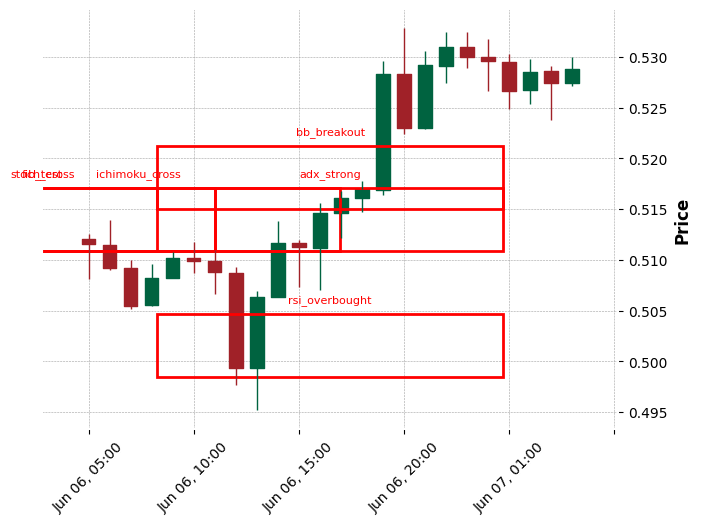 0.530
0.525
bb_breakout
0.520
ichimoku_cross
adx_strong
0.515
Price
0.510
0.505
rsi_overbought
0.500
0.495
Jun 06, 05:00
Jun 06, 10:00
Jun 06, 15:00
Jun 06, 20:00
Jun 07, 01:00